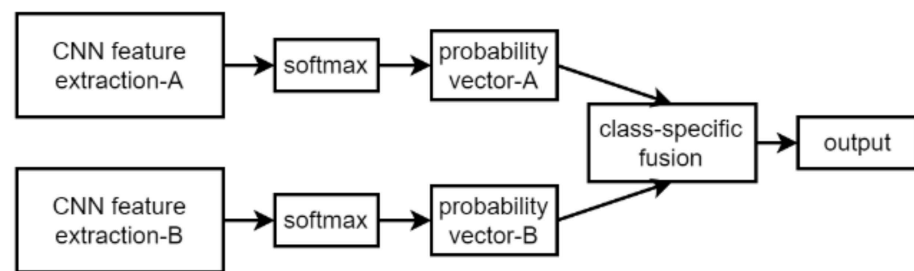 CNN feature
extraction-A
softmax
probability
vector-A
class-specific
fusion
output
CNN feature
extraction-B
softmax
probability
vector-B